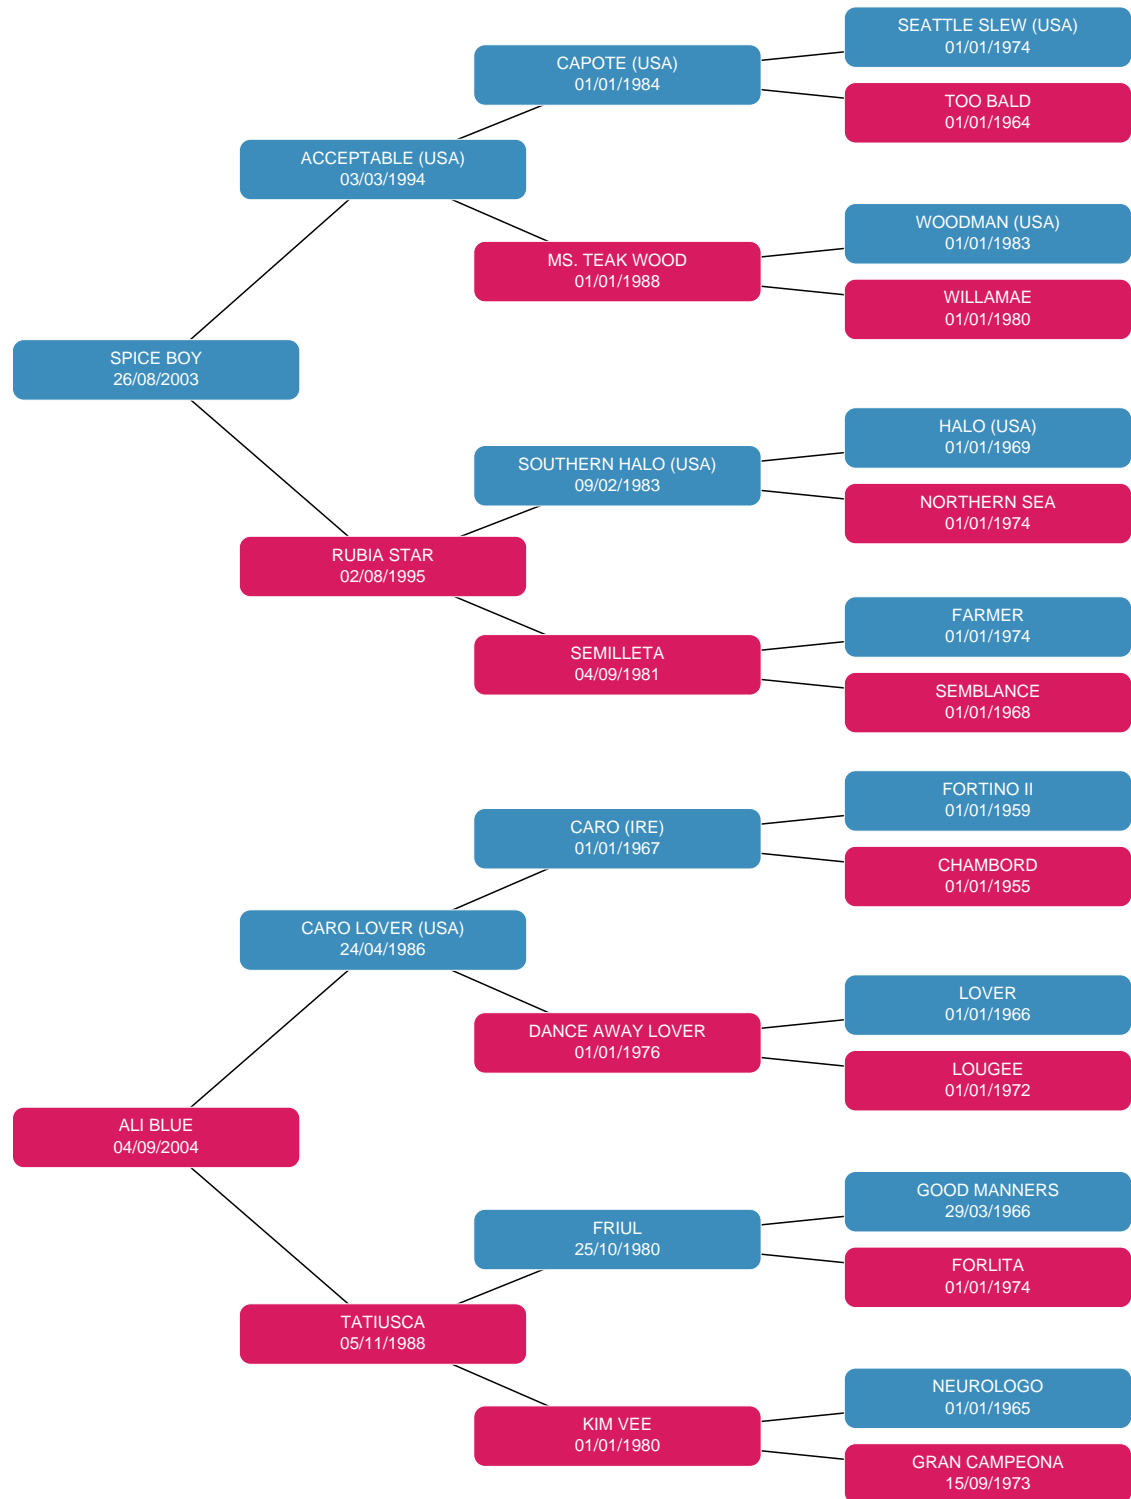 SEATTLE SLEW (USA)
01/01/1974
CAPOTE (USA)
01/01/1984
TOO BALD
01/01/1964
ACCEPTABLE (USA)
03/03/1994
WOODMAN (USA)
01/01/1983
MS. TEAK WOOD
01/01/1988
WILLAMAE
01/01/1980
SPICE BOY
26/08/2003
HALO (USA)
01/01/1969
SOUTHERN HALO (USA)
09/02/1983
NORTHERN SEA
01/01/1974
RUBIA STAR
02/08/1995
FARMER
01/01/1974
SEMILLETA
04/09/1981
SEMBLANCE
01/01/1968
FORTINO II
01/01/1959
CARO (IRE)
01/01/1967
CHAMBORD
01/01/1955
CARO LOVER (USA)
24/04/1986
LOVER
01/01/1966
DANCE AWAY LOVER
01/01/1976
LOUGEE
01/01/1972
ALI BLUE
04/09/2004
GOOD MANNERS
29/03/1966
FRIUL
25/10/1980
FORLITA
01/01/1974
TATIUSCA
05/11/1988
NEUROLOGO
01/01/1965
KIM VEE
01/01/1980
GRAN CAMPEONA
15/09/1973